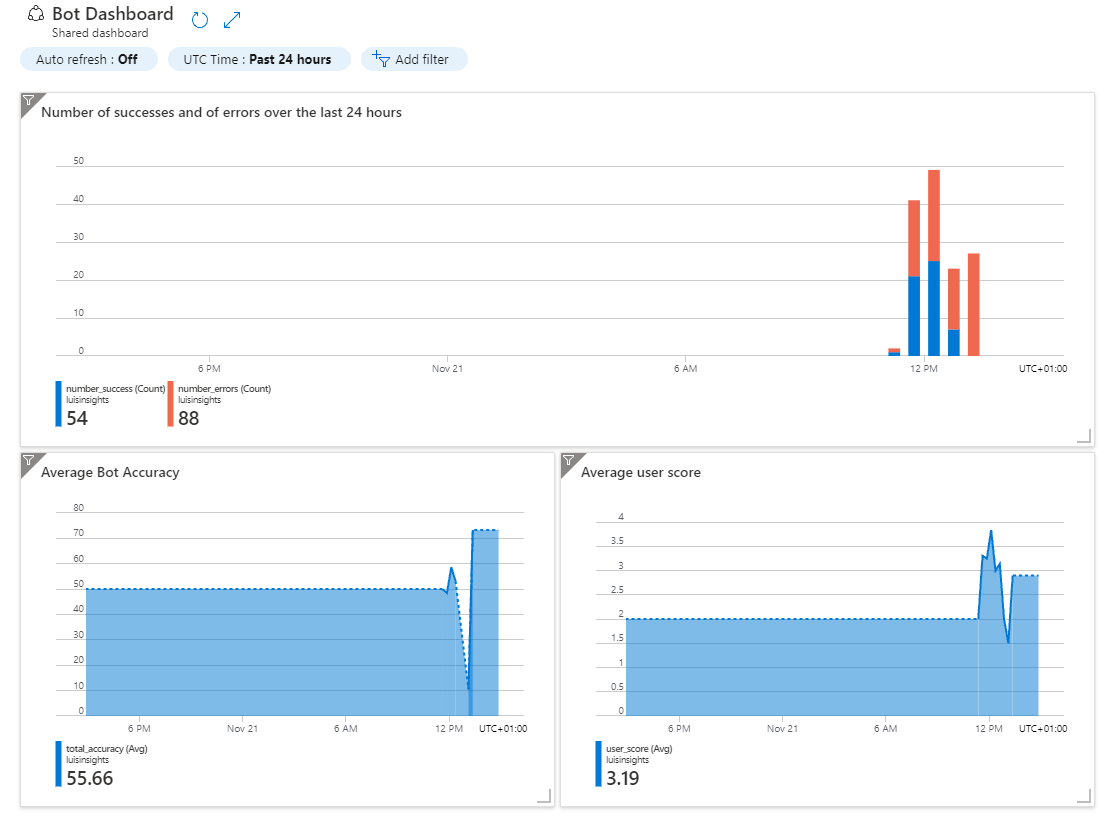 Bot Dashboard
Shared dashboard
Auto refresh : Off
UTC Time : Past 24 hours
Add filter
Number of successes and of errors over the last 24 hours
50
40
30
20
10
0
6 PM
Nov 21
6 AM
12 PM
UTC+01:00
number_success (Count)
luisinsights
54
number_errors (Count)
luisinsights
88
Average Bot Accuracy
80
70
60
50
40
30
20
10
0
6 PM
Nov 21
6 AM
12 PM
UTC+01:00
total_accuracy (Avg)
luisinsights
55.66
Average user score
4
3.5
3
2.5
2
1.5
1
0.5
0
6 PM
Nov 21
6 AM
12 PM
UTC+01:00
user_score (Avg)
luisinsights
3.19